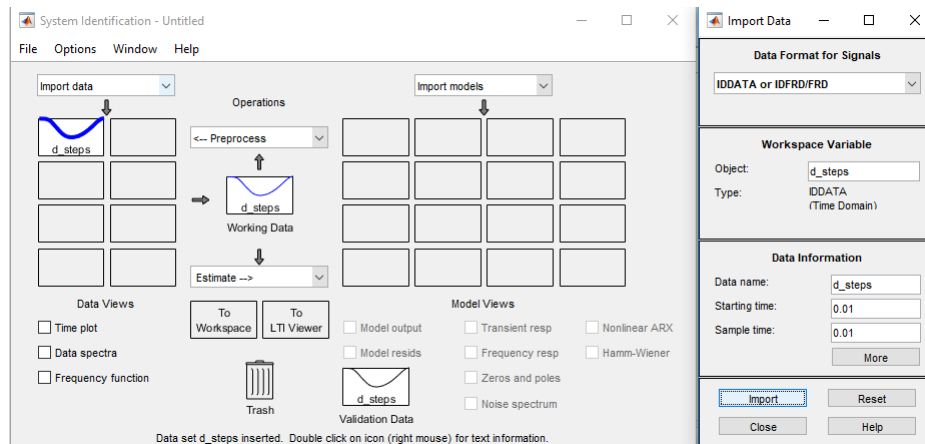 System Identification - Untitled
File Options Window Help
Import data
Import models
Operations
d_steps
<-- Preprocess
d_steps
Working Data
Estimate -->
Data Views
Time plot
Data spectra
Frequency function
To Workspace
To LTI Viewer
Trash
Model Views
Model output
Transient resp
Nonlinear ARX
Model resids
Frequency resp
Hamm-Wiener
Zeros and poles
Noise spectrum
d_steps
Validation Data
Data set d_steps inserted. Double click on icon (right mouse) for text information.
Import Data
Data Format for Signals
IDDATA or IDFRD/FRD
Workspace Variable
Object: d_steps
Type: IDDATA
(Time Domain)
Data Information
Data name: d_steps
Starting time: 0.01
Sample time: 0.01
More
Import Reset
Close Help